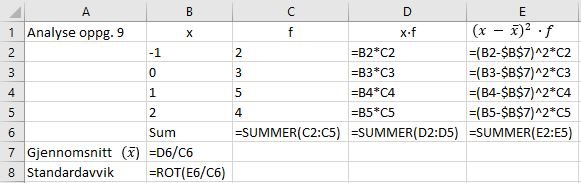 A B C D E
1 Analyse oppg. 9 x f x·f (x − x̄)² · f
2 -1 2 =B2*C2 =(B2-$B$7)^2*C2
3 0 3 =B3*C3 =(B3-$B$7)^2*C3
4 1 5 =B4*C4 =(B4-$B$7)^2*C4
5 2 4 =B5*C5 =(B5-$B$7)^2*C5
6 Sum =SUMMER(C2:C5) =SUMMER(D2:D5) =SUMMER(E2:E5)
7 Gjennomsnitt (x̄) =D6/C6
8 Standardavvik =ROT(E6/C6)